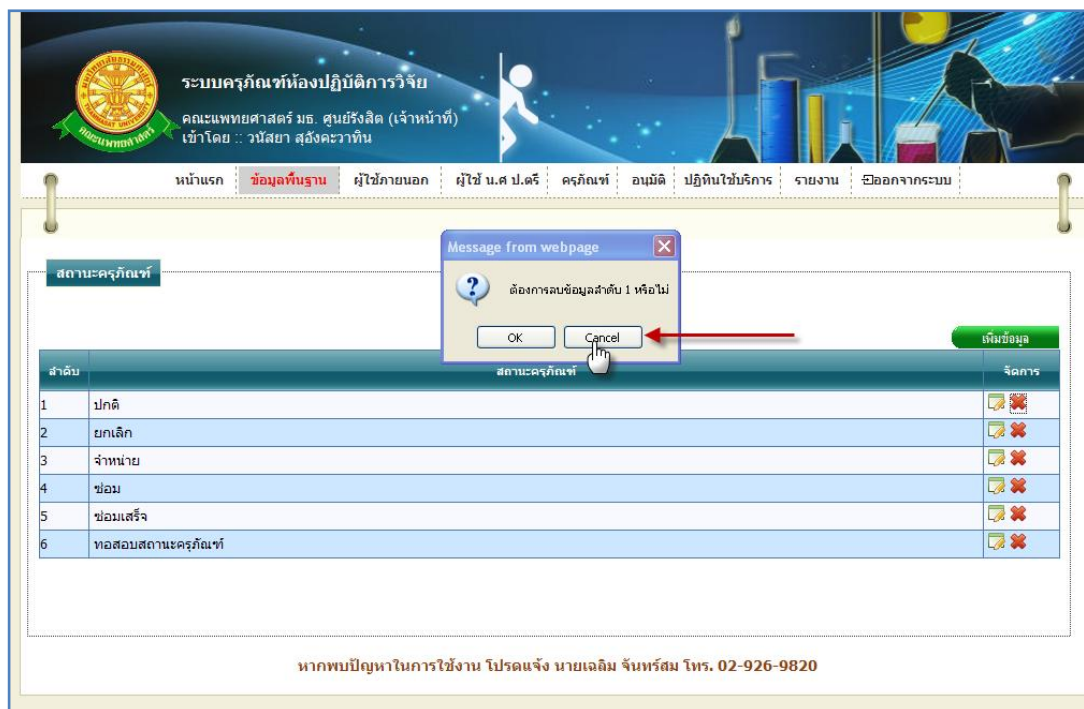 ระบบครุภัณฑ์ห้องปฏิบัติการวิจัย
คณะแพทยศาสตร์ มธ. ศูนย์รังสิต (เจ้าหน้าที่)
เข้าโดย :: วนัสยา สุอังคะวาทิน
หน้าแรก ข้อมูลพื้นฐาน ผู้ใช้ภายนอก ผู้ใช้ น.ศ ป.ตรี ครุภัณฑ์ อนุมัติ ปฏิทินใช้บริการ รายงาน ออกจากระบบ
Message from webpage
ต้องการลบข้อมูลลำดับ 1 หรือไม่
OK Cancel
สถานะครุภัณฑ์
เพิ่มข้อมูล
ลำดับ สถานะครุภัณฑ์ จัดการ
1 ปกติ
2 ยกเลิก
3 จำหน่าย
4 ซ่อม
5 ซ่อมเสร็จ
6 ทอสอบสถานะครุภัณฑ์
หากพบปัญหาในการใช้งาน โปรดแจ้ง นายเฉลิม จันทร์สม โทร. 02-926-9820